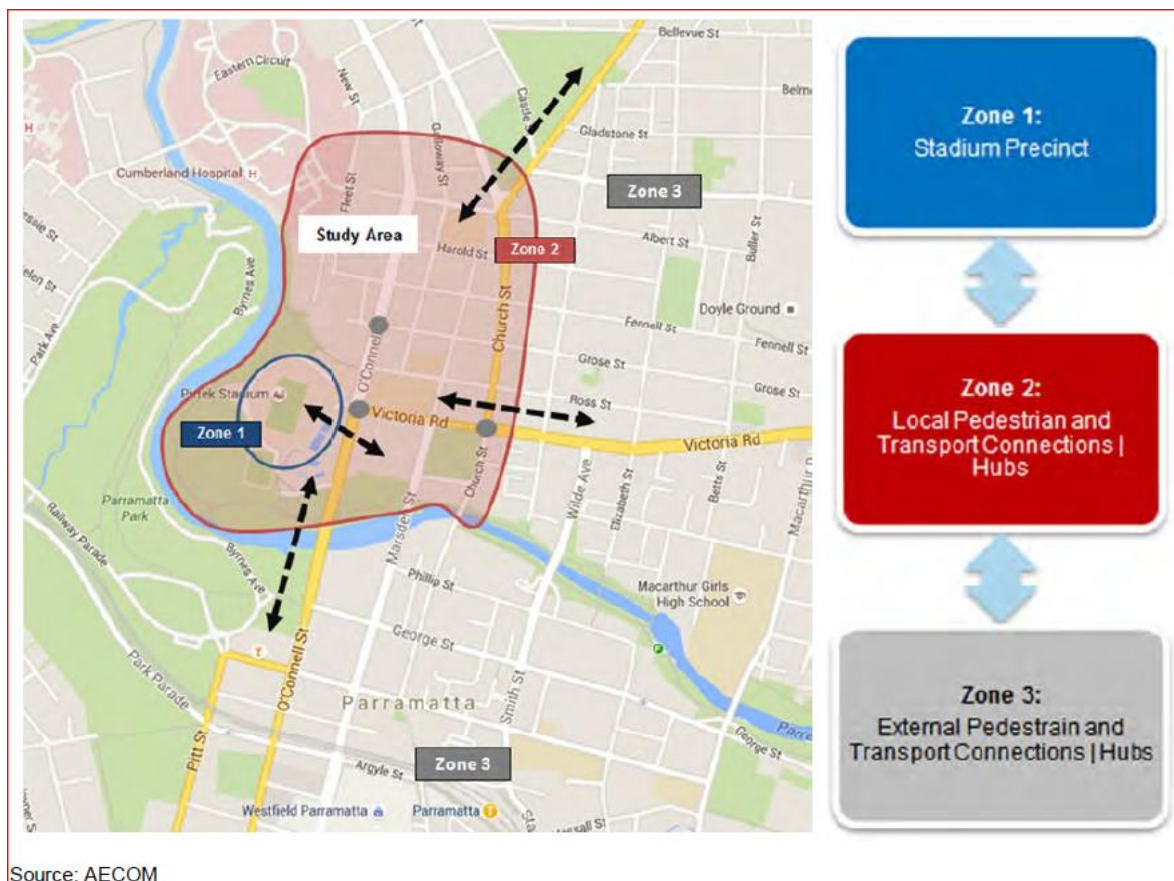 Bellevue St
Eastern Circuit
New St
Castle St
Belmo
Galloway St
Gladstone St
H
Cumberland Hospital H
Fleet St
Zone 3
Study Area
Albert St
Buller St
Harold St
Zone 2
Byrnes Ave
Park Ave
Church St
Doyle Ground
Fennell St
Fennell St
O'Connell
Grose St
Grose St
Pirtek Stadium
Ross St
Zone 1
Victoria Rd
Victoria Rd
Church St
Parramatta
Park
Wilde Ave
Elizabeth St
Betts St
Railway Parade
Marsden St
Byrnes Ave
Phillip St
Macarthur Girls
High School
P
George St
T
O'Connell St
Park Parade
Smith St
Parramatta
George St
Pitt St
Argyle St
Zone 3
Westfield Parramatta
Parramatta T
Zone 1:
Stadium Precinct
Zone 2:
Local Pedestrian and
Transport Connections |
Hubs
Zone 3:
External Pedestrain and
Transport Connections | Hubs
Source: AECOM